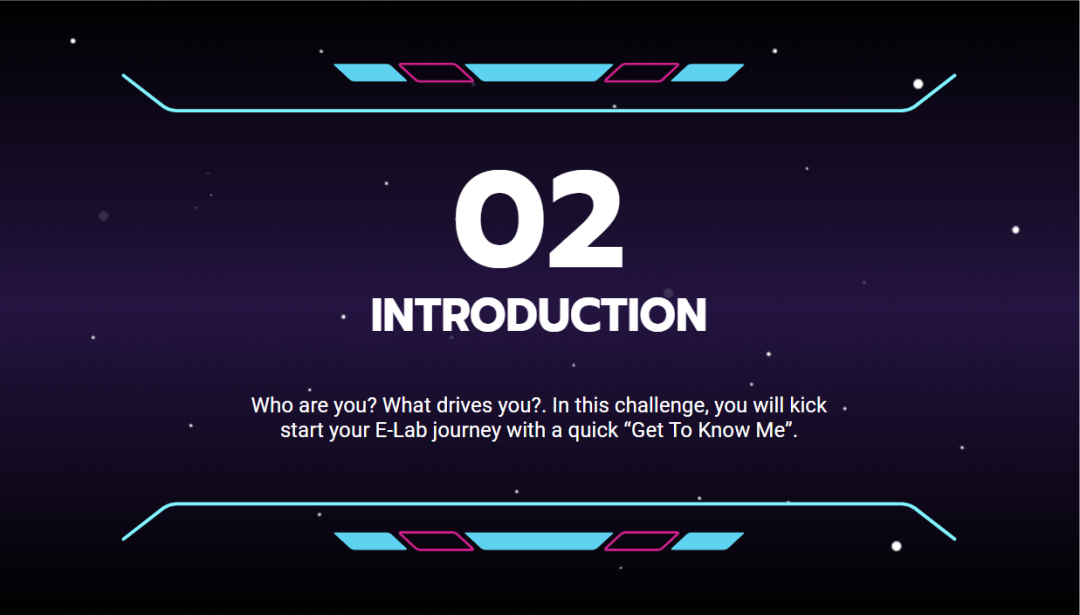 02
INTRODUCTION
Who are you? What drives you?. In this challenge, you will kick
start your E-Lab journey with a quick “Get To Know Me”.